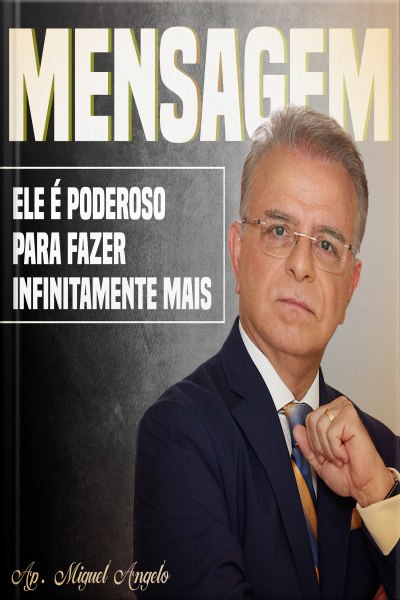 MENSAGEM
ELE É PODEROSO
PARA FAZER
INFINITAMENTE MAIS
Ap. Miguel Angelo